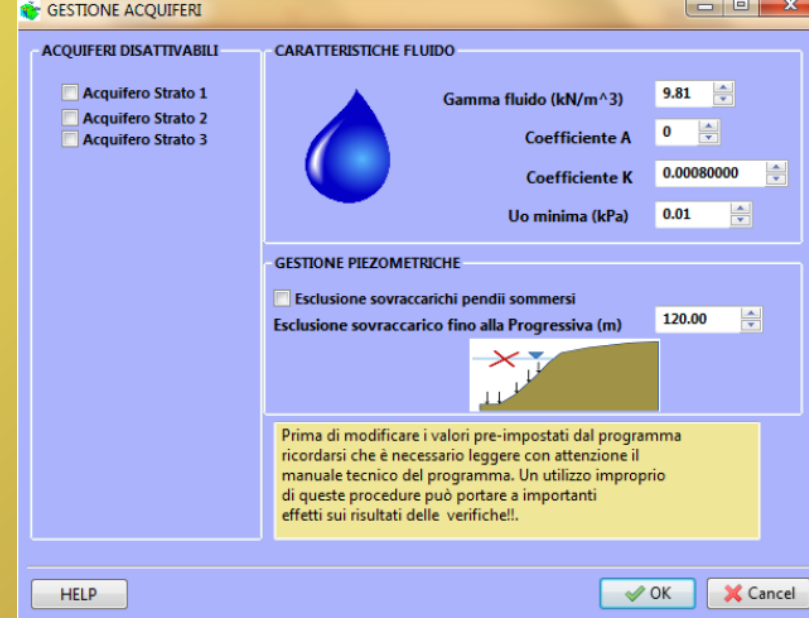 GESTIONE ACQUIFERI
ACQUIFERI DISATTIVABILI
Acquifero Strato 1
Acquifero Strato 2
Acquifero Strato 3
CARATTERISTICHE FLUIDO
Gamma fluido (kN/m^3) 9.81
Coefficiente A 0
Coefficiente K 0.00080000
Uo minima (kPa) 0.01
GESTIONE PIEZOMETRICHE
Esclusione sovraccarichi pendii sommersi
Esclusione sovraccarico fino alla Progressiva (m) 120.00
Prima di modificare i valori pre-impostati dal programma
ricordarsi che è necessario leggere con attenzione il
manuale tecnico del programma. Un utilizzo improprio
di queste procedure può portare a importanti
effetti sui risultati delle verifiche!!.
HELP
OK
Cancel